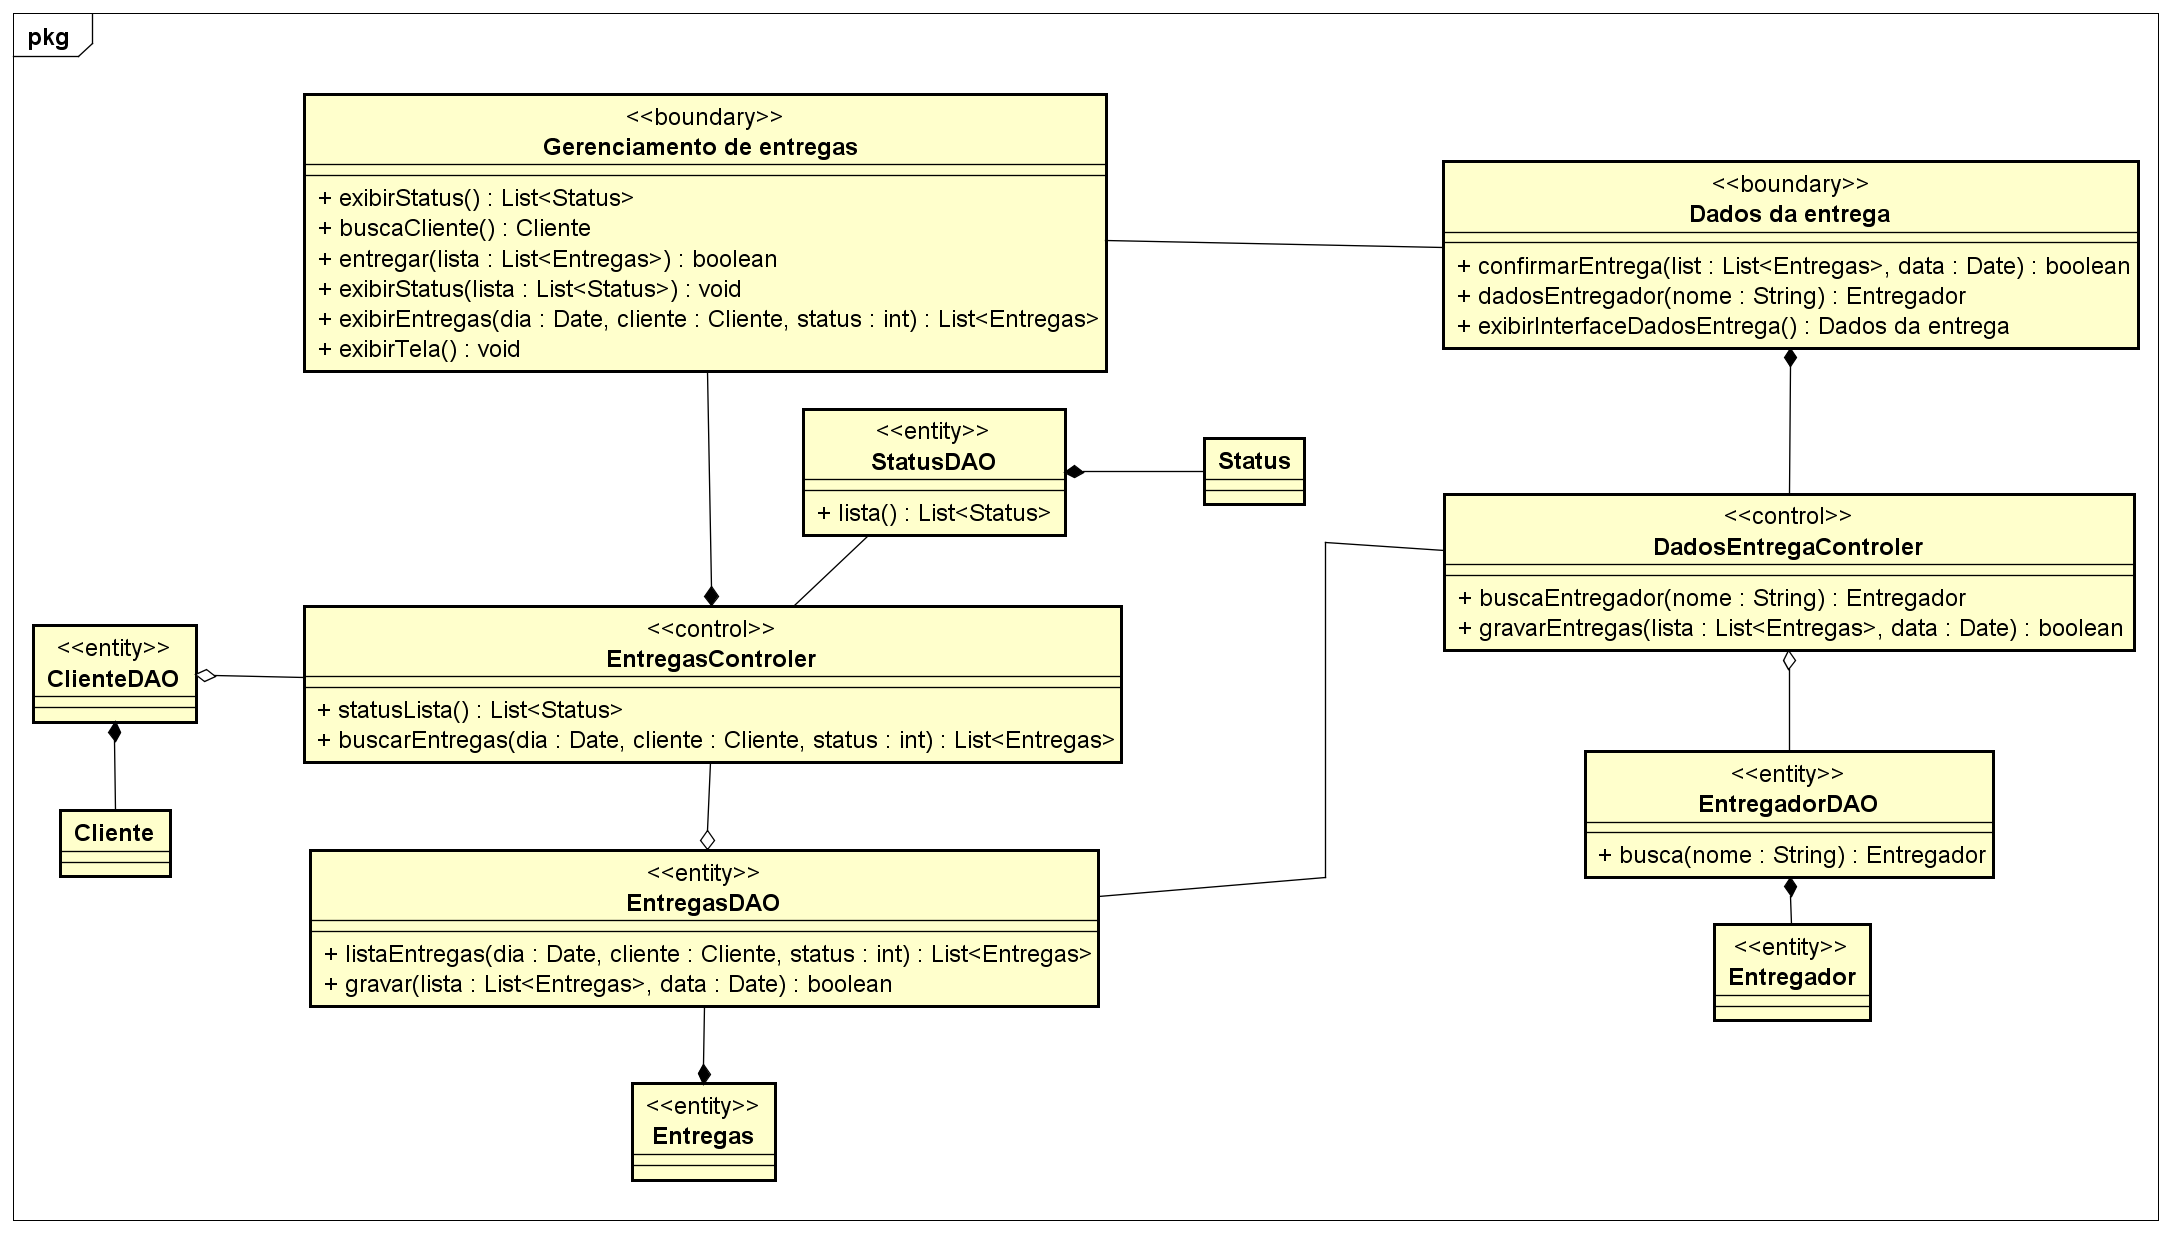 pkg
<<boundary>>
Gerenciamento de entregas
+ exibirStatus() : List<Status>
+ buscaCliente() : Cliente
+ entregar(lista : List<Entregas>) : boolean
+ exibirStatus(lista : List<Status>) : void
+ exibirEntregas(dia : Date, cliente : Cliente, status : int) : List<Entregas>
+ exibirTela() : void
<<boundary>>
Dados da entrega
+ confirmarEntrega(list : List<Entregas>, data : Date) : boolean
+ dadosEntregador(nome : String) : Entregador
+ exibirInterfaceDadosEntrega() : Dados da entrega
<<entity>>
StatusDAO
+ lista() : List<Status>
Status
<<control>>
DadosEntregaControler
+ buscaEntregador(nome : String) : Entregador
+ gravarEntregas(lista : List<Entregas>, data : Date) : boolean
<<entity>>
ClienteDAO
<<control>>
EntregasControler
+ statusLista() : List<Status>
+ buscarEntregas(dia : Date, cliente : Cliente, status : int) : List<Entregas>
Cliente
<<entity>>
EntregadorDAO
+ busca(nome : String) : Entregador
<<entity>>
EntregasDAO
+ listaEntregas(dia : Date, cliente : Cliente, status : int) : List<Entregas>
+ gravar(lista : List<Entregas>, data : Date) : boolean
<<entity>>
Entregador
<<entity>>
Entregas